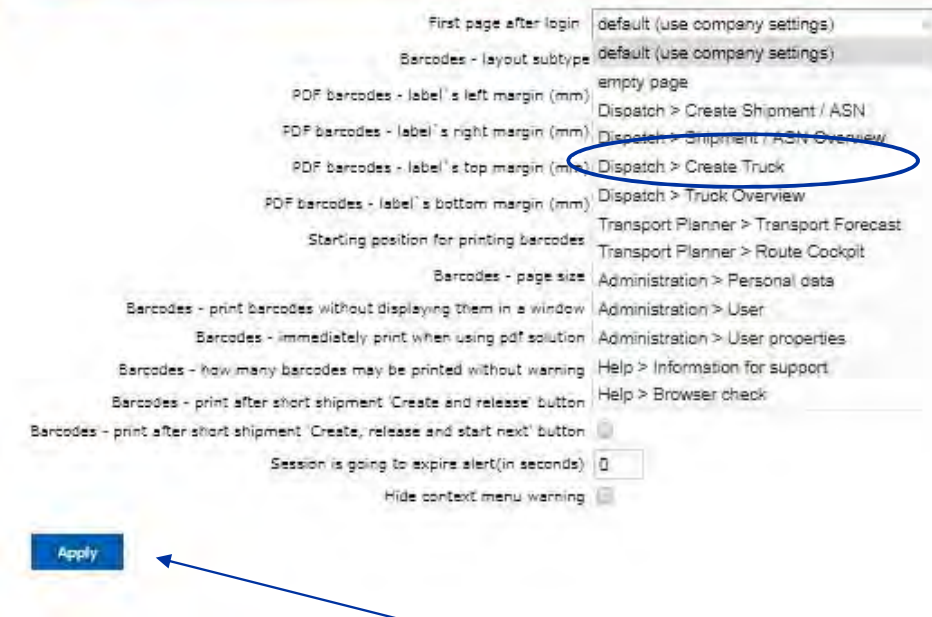 First page after login default (use company settings)
Barcodes - layout subtype default (use company settings)
empty page
PDF barcodes - label`s left margin (mm)
Dispatch > Create Shipment / ASN
PDF barcodes - label`s right margin (mm) Dispatch > Shipment / ASN Overview
PDF barcodes - label`s top margin (mm) Dispatch > Create Truck
PDF barcodes - label`s bottom margin (mm) Dispatch > Truck Overview
Transport Planner > Transport Forecast
Starting position for printing barcodes
Transport Planner > Route Cockpit
Barcodes - page size Administration > Personal data
Barcodes - print barcodes without displaying them in a window Administration > User
Barcodes - immediately print when using pdf solution Administration > User properties
Barcodes - how many barcodes may be printed without warning Help > Information for support
Barcodes - print after short shipment 'Create and release' button Help > Browser check
Barcodes - print after short shipment 'Create, release and start next' button
Session is going to expire alert(in seconds) 0
Hide context menu warning
Apply